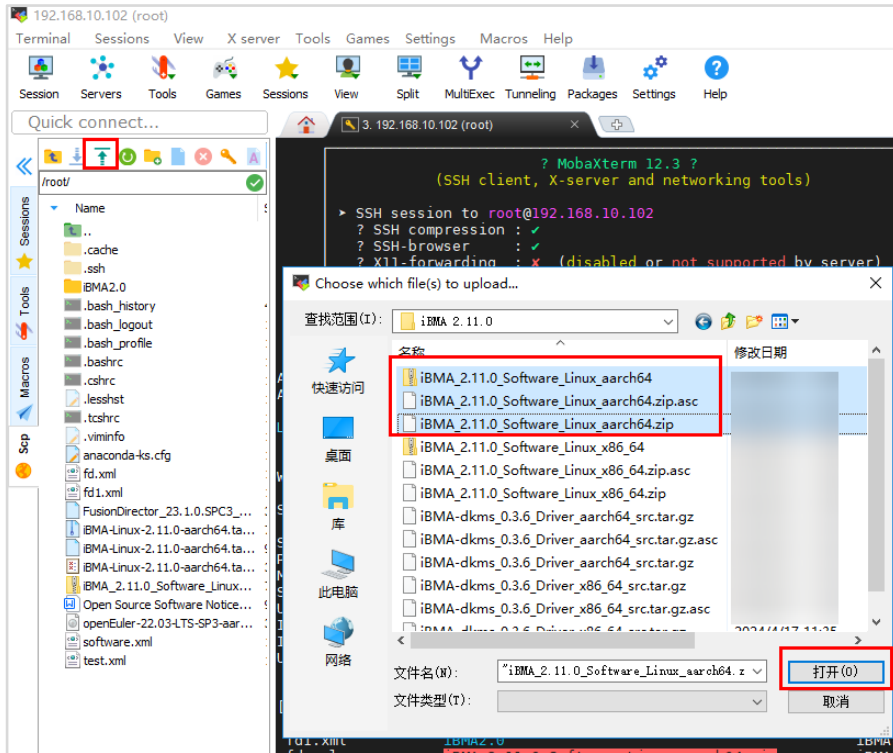 192.168.10.102 (root)
Terminal Sessions View X server Tools Games Settings Macros Help
Session Servers Tools Games Sessions View Split MultiExec Tunneling Packages Settings Help
Quick connect...
3. 192.168.10.102 (root)
/root/
Name
..
.cache
.ssh
iBMA2.0
.bash_history
.bash_logout
.bash_profile
.bashrc
.cshrc
.lesshst
.tcshrc
.viminfo
anaconda-ks.cfg
fd.xml
fd1.xml
FusionDirector_23.1.0.SPC3_...
iBMA-Linux-2.11.0-aarch64.ta...
iBMA-Linux-2.11.0-aarch64.ta...
iBMA-Linux-2.11.0-aarch64.ta...
iBMA_2.11.0_Software_Linux...
Open Source Software Notice...
openEuler-22.03-LTS-SP3-aar...
software.xml
test.xml
Sessions
Tools
Macros
Scp
? MobaXterm 12.3 ?
(SSH client, X-server and networking tools)
➤ SSH session to root@192.168.10.102
? SSH compression : ✔
? SSH-browser : ✔
? X11-forwarding : ✘ (disabled or not supported by server)
Choose which file(s) to upload...
查找范围(I): iBMA 2.11.0
快速访问
桌面
库
此电脑
网络
名称 修改日期
iBMA_2.11.0_Software_Linux_aarch64
iBMA_2.11.0_Software_Linux_aarch64.zip.asc
iBMA_2.11.0_Software_Linux_aarch64.zip
iBMA_2.11.0_Software_Linux_x86_64
iBMA_2.11.0_Software_Linux_x86_64.zip.asc
iBMA_2.11.0_Software_Linux_x86_64.zip
iBMA-dkms_0.3.6_Driver_aarch64_src.tar.gz
iBMA-dkms_0.3.6_Driver_aarch64_src.tar.gz.asc
iBMA-dkms_0.3.6_Driver_aarch64_src.tar.gz
iBMA-dkms_0.3.6_Driver_x86_64_src.tar.gz
iBMA-dkms_0.3.6_Driver_x86_64_src.tar.gz.asc
文件名(N): "iBMA_2.11.0_Software_Linux_aarch64.z 打开(O)
文件类型(T): 取消